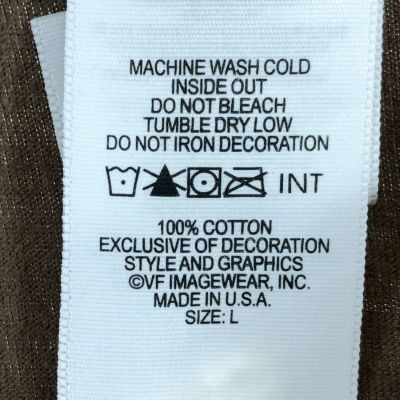 MACHINE WASH COLD
INSIDE OUT
DO NOT BLEACH
TUMBLE DRY LOW
DO NOT IRON DECORATION
INT
100% COTTON
EXCLUSIVE OF DECORATION
STYLE AND GRAPHICS
©VF IMAGEWEAR, INC.
MADE IN U.S.A.
SIZE: L